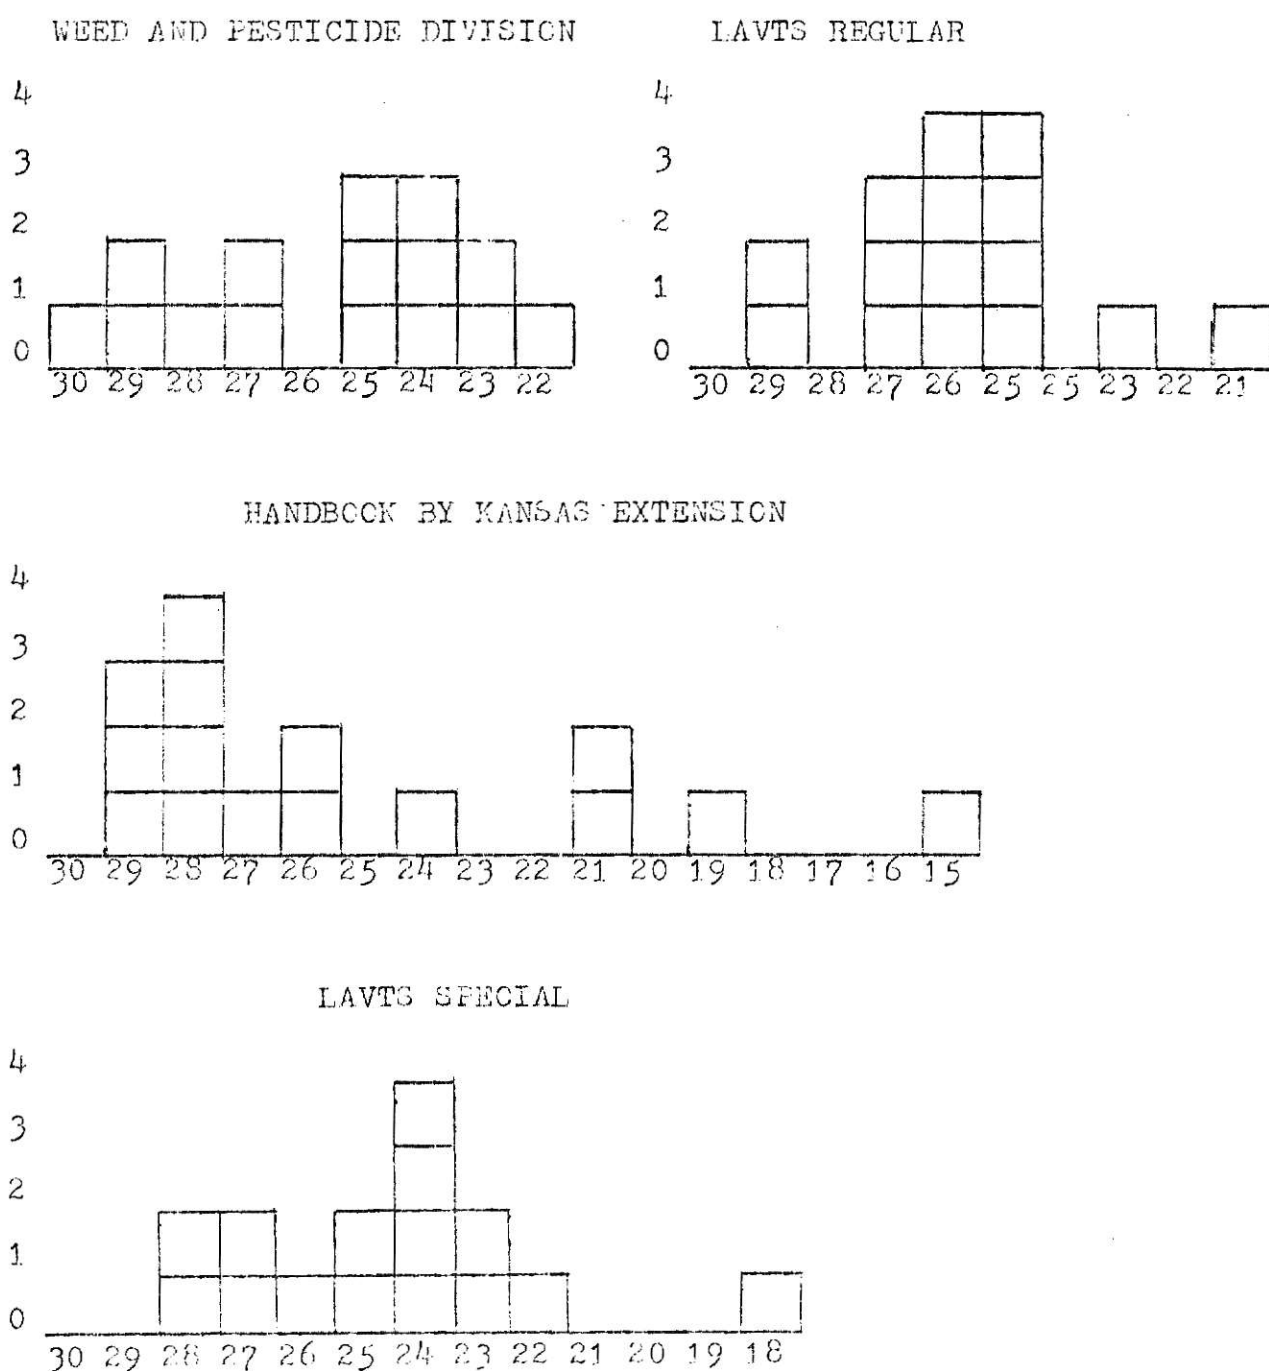 WEED AND PESTICIDE DIVISION
LAVTS REGULAR
4
3
2
1
0
30 29 28 27 26 25 24 23 22
4
3
2
1
0
30 29 28 27 26 25 25 23 22 21
HANDBOOK BY KANSAS EXTENSION
4
3
2
1
0
30 29 28 27 26 25 24 23 22 21 20 19 18 17 16 15
LAVTS SPECIAL
4
3
2
1
0
30 29 28 27 26 25 24 23 22 21 20 19 18